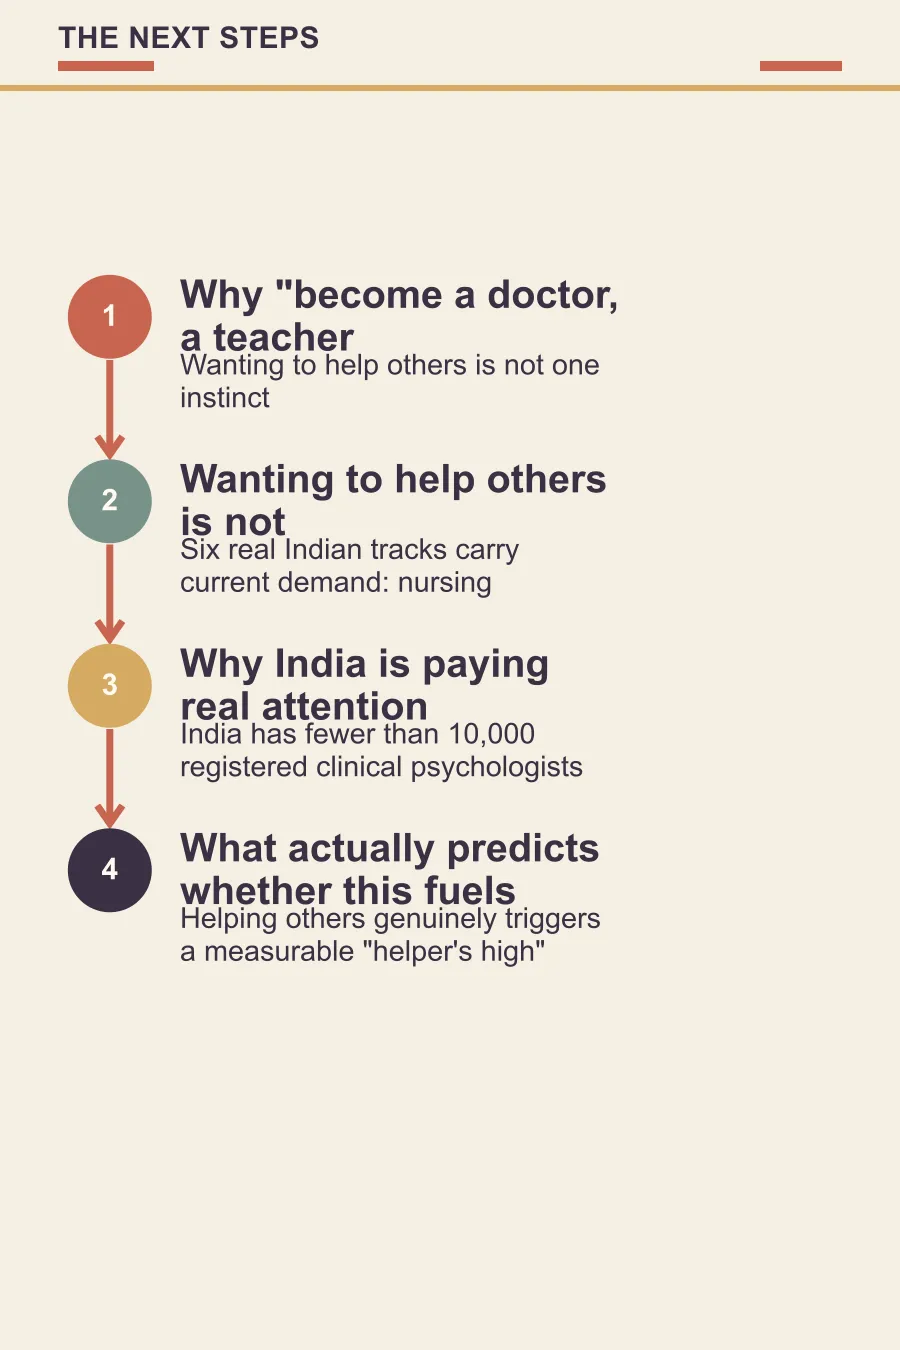 THE NEXT STEPS
1
Why "become a doctor,
a teacher
Wanting to help others is not one
instinct
2
Wanting to help others
is not
Six real Indian tracks carry
current demand: nursing
3
Why India is paying
real attention
India has fewer than 10,000
registered clinical psychologists
4
What actually predicts
whether this fuels
Helping others genuinely triggers
a measurable "helper's high"